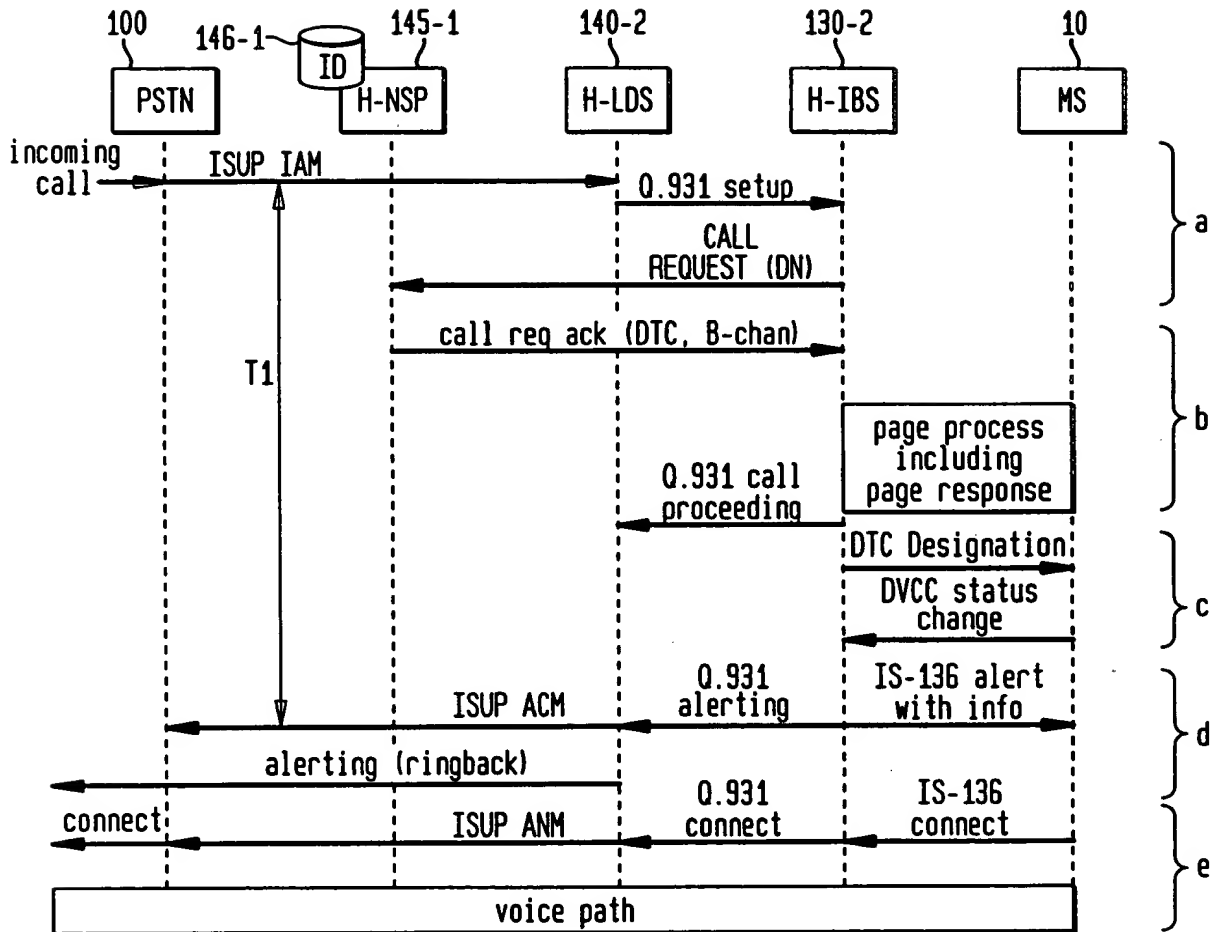 100
146-1
145-1
140-2
130-2
10
ID
PSTN
H-NSP
H-LDS
H-IBS
MS
incoming
call
ISUP IAM
Q.931 setup
a
CALL
REQUEST (DN)
call req ack (DTC, B-chan)
T1
b
page process
including
page response
Q.931 call
proceeding
DTC Designation
DVCC status
change
c
Q.931
alerting
IS-136 alert
with info
ISUP ACM
d
alerting (ringback)
Q.931
connect
IS-136
connect
connect
ISUP ANM
e
voice path